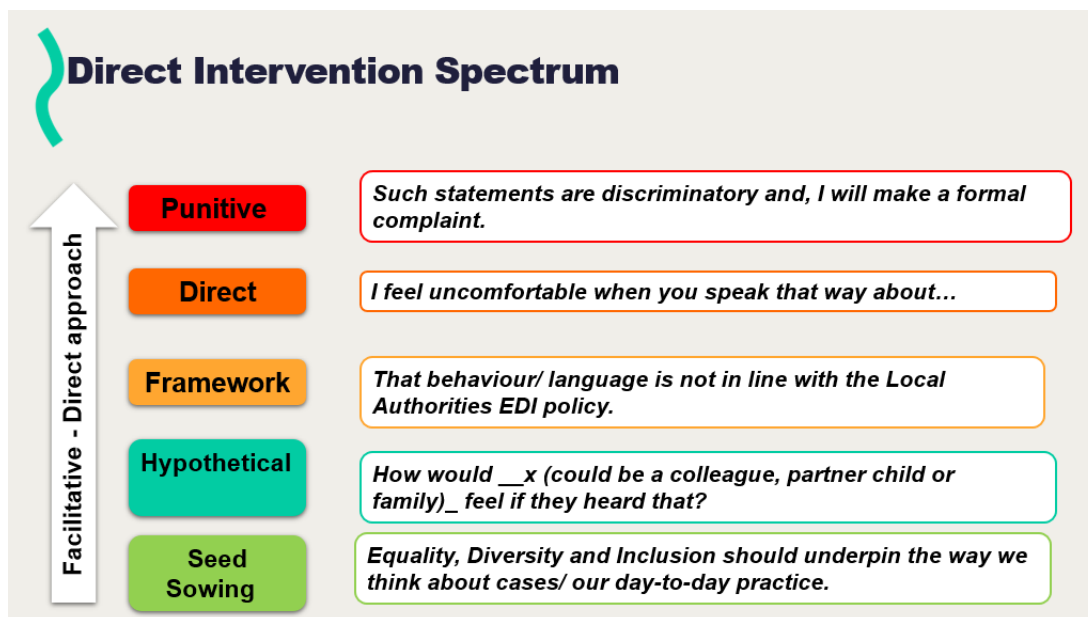 Direct Intervention Spectrum
Facilitative - Direct approach
Punitive
Such statements are discriminatory and, I will make a formal
complaint.
Direct
I feel uncomfortable when you speak that way about…
Framework
That behaviour/ language is not in line with the Local
Authorities EDI policy.
Hypothetical
How would __x (could be a colleague, partner child or
family)_ feel if they heard that?
Seed
Sowing
Equality, Diversity and Inclusion should underpin the way we
think about cases/ our day-to-day practice.